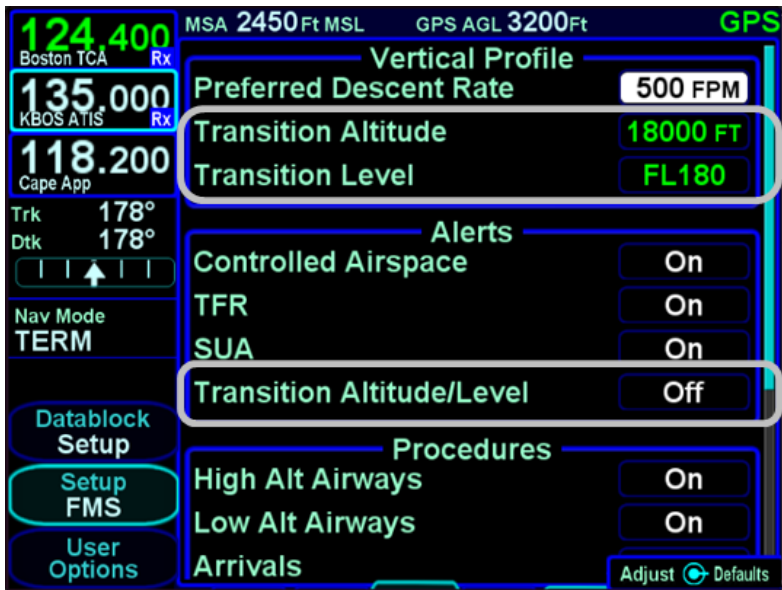 124.400
Boston TCA Rx
135.000
KBOS ATIS Rx
118.200
Cape App
Trk 178°
Dtk 178°
Nav Mode
TERM
Datablock
Setup
Setup
FMS
User
Options
MSA 2450 Ft MSL GPS AGL 3200Ft GPS
Vertical Profile
Preferred Descent Rate 500 FPM
Transition Altitude 18000 FT
Transition Level FL180
Alerts
Controlled Airspace On
TFR On
SUA On
Transition Altitude/Level Off
Procedures
High Alt Airways On
Low Alt Airways On
Arrivals
Adjust Defaults